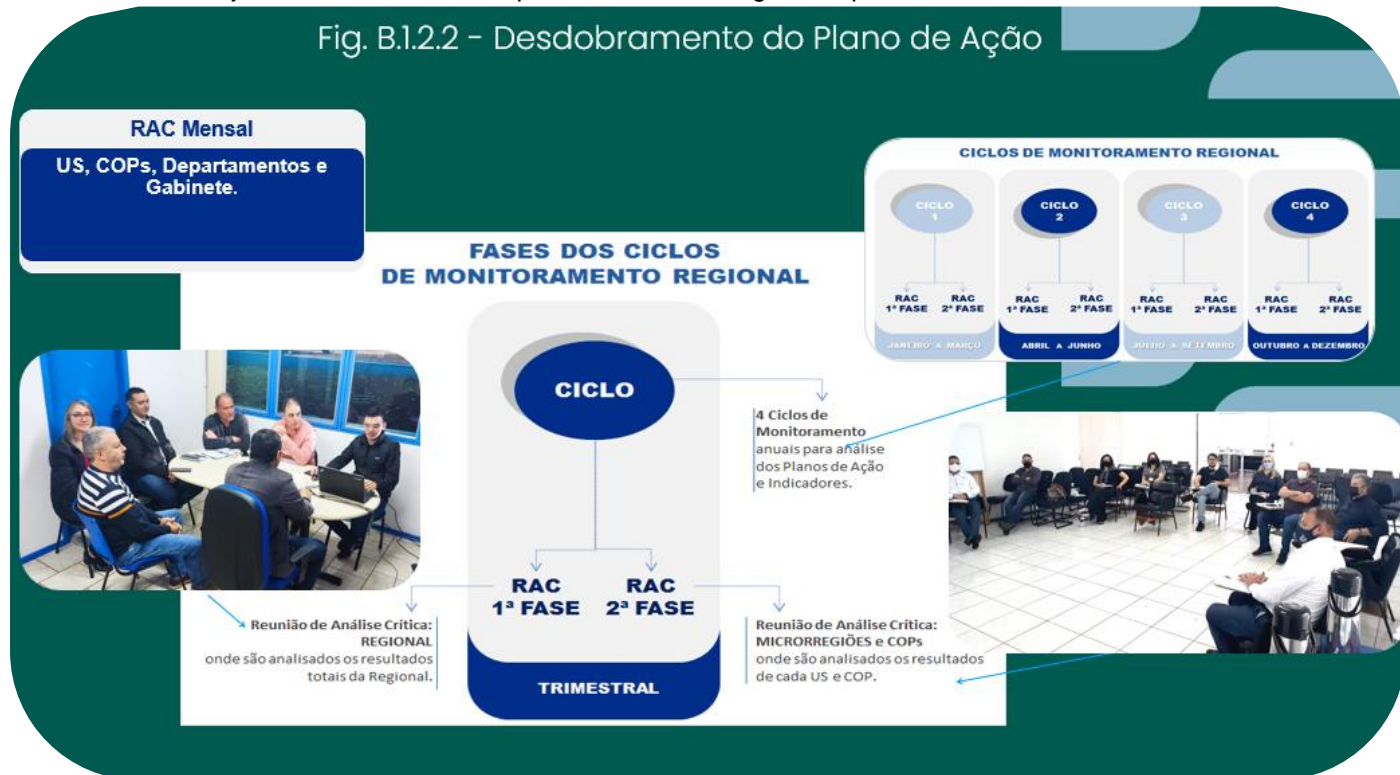 Fig. B.1.2.2 - Desdobramento do Plano de Ação
RAC Mensal
US, COPs, Departamentos e
Gabinete.
CICLOS DE MONITORAMENTO REGIONAL
CICLO
1
CICLO
2
CICLO
3
CICLO
4
RAC
1ª FASE
RAC
2ª FASE
RAC
1ª FASE
RAC
2ª FASE
RAC
1ª FASE
RAC
2ª FASE
RAC
1ª FASE
RAC
2ª FASE
JANEIRO A MARÇO
ABRIL A JUNHO
JULHO A SETEMBRO
OUTUBRO A DEZEMBRO
FASES DOS CICLOS
DE MONITORAMENTO REGIONAL
CICLO
4 Ciclos de
Monitoramento
anuais para análise
dos Planos de Ação
e Indicadores.
RAC
1ª FASE
RAC
2ª FASE
Reunião de Análise Crítica:
REGIONAL
onde são analisados os resultados
totais da Regional.
Reunião de Análise Crítica:
MICRORREGIÕES e COPs
onde são analisados os resultados
de cada US e COP.
TRIMESTRAL